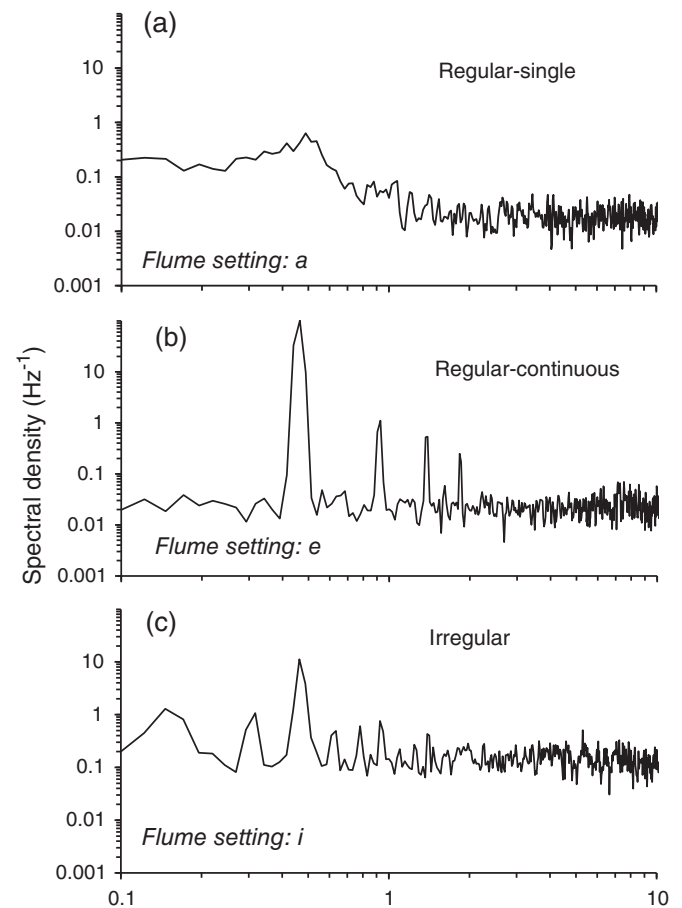 (a)
Regular-single
10
1
0.1
0.01
0.001
Flume setting: a
(b)
Regular-continuous
10
1
0.1
0.01
0.001
Flume setting: e
Spectral density (Hz⁻¹)
(c)
Irregular
10
1
0.1
0.01
0.001
Flume setting: i
0.1 1 10